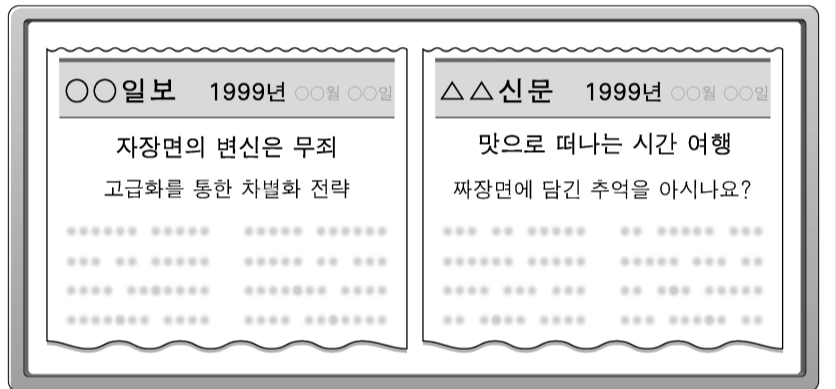 ○○일보 1999년 ○○월 ○○일
자장면의 변신은 무죄
고급화를 통한 차별화 전략
△△신문 1999년 ○○월 ○○일
맛으로 떠나는 시간 여행
짜장면에 담긴 추억을 아시나요?